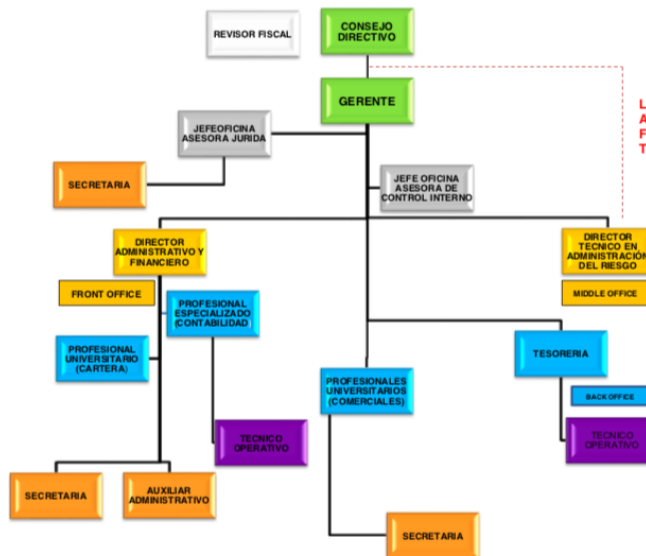 REVISOR FISCAL
CONSEJO
DIRECTIVO
GERENTE
L
A
F
T
JEFEOFICINA
ASESORA JURIDA
SECRETARIA
JEFE OFICINA
ASESORA DE
CONTROL INTERNO
DIRECTOR
ADMINISTRATIVO Y
FINANCIERO
DIRECTOR
TECNICO EN
ADMINISTRACIÓN
DEL RIESGO
FRONT OFFICE
MIDDLE OFFICE
PROFESIONAL
ESPECIALIZADO
(CONTABILIDAD)
PROFESIONAL
UNIVERSITARIO
(CARTERA)
TESORERIA
PROFESIONALES
UNIVERSITARIOS
(COMERCIALES)
BACK OFFICE
TECNICO
OPERATIVO
TECNICO
OPERATIVO
SECRETARIA
AUXILIAR
ADMINISTRATIVO
SECRETARIA